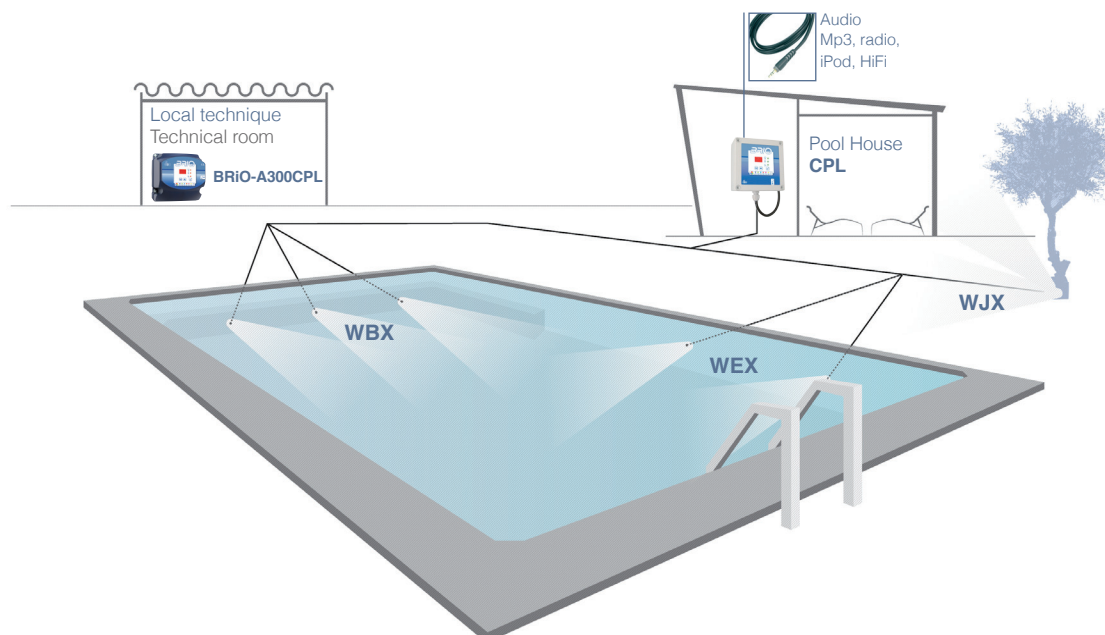 Audio
Mp3, radio,
iPod, HiFi
Local technique
Technical room
BRiO-A300CPL
Pool House
CPL
WJX
WBX
WEX